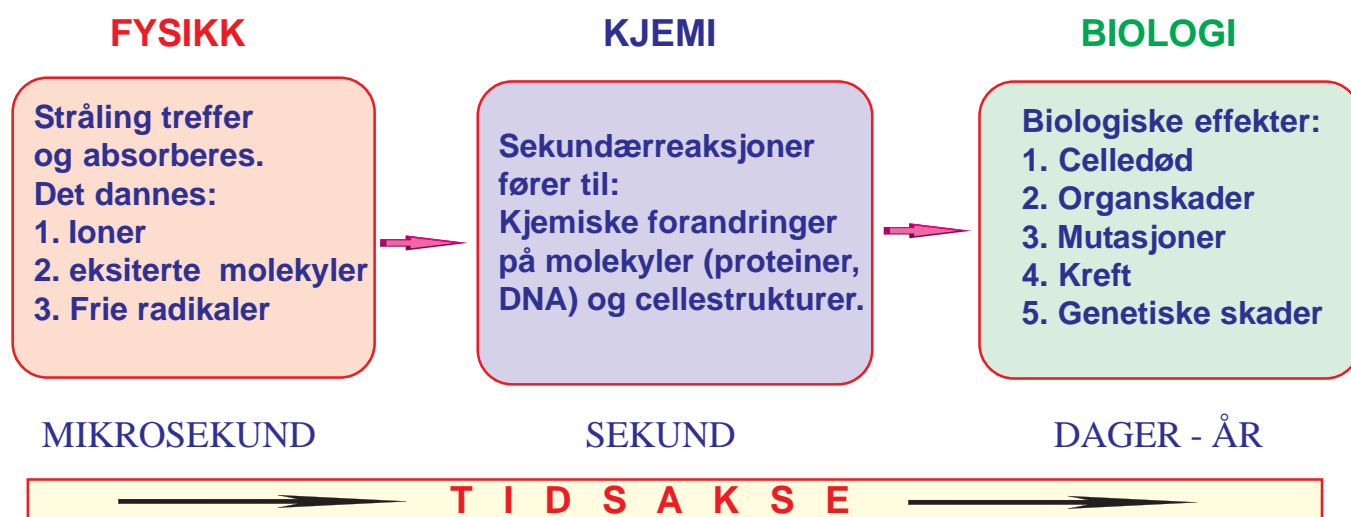 FYSIKK
Stråling treffer
og absorberes.
Det dannes:
1. Ioner
2. eksiterte molekyler
3. Frie radikaler
MIKROSEKUND
KJEMI
Sekundærreaksjoner
fører til:
Kjemiske forandringer
på molekyler (proteiner,
DNA) og cellestrukturer.
SEKUND
BIOLOGI
Biologiske effekter:
1. Celledød
2. Organskader
3. Mutasjoner
4. Kreft
5. Genetiske skader
DAGER - ÅR
T I D S A K S E